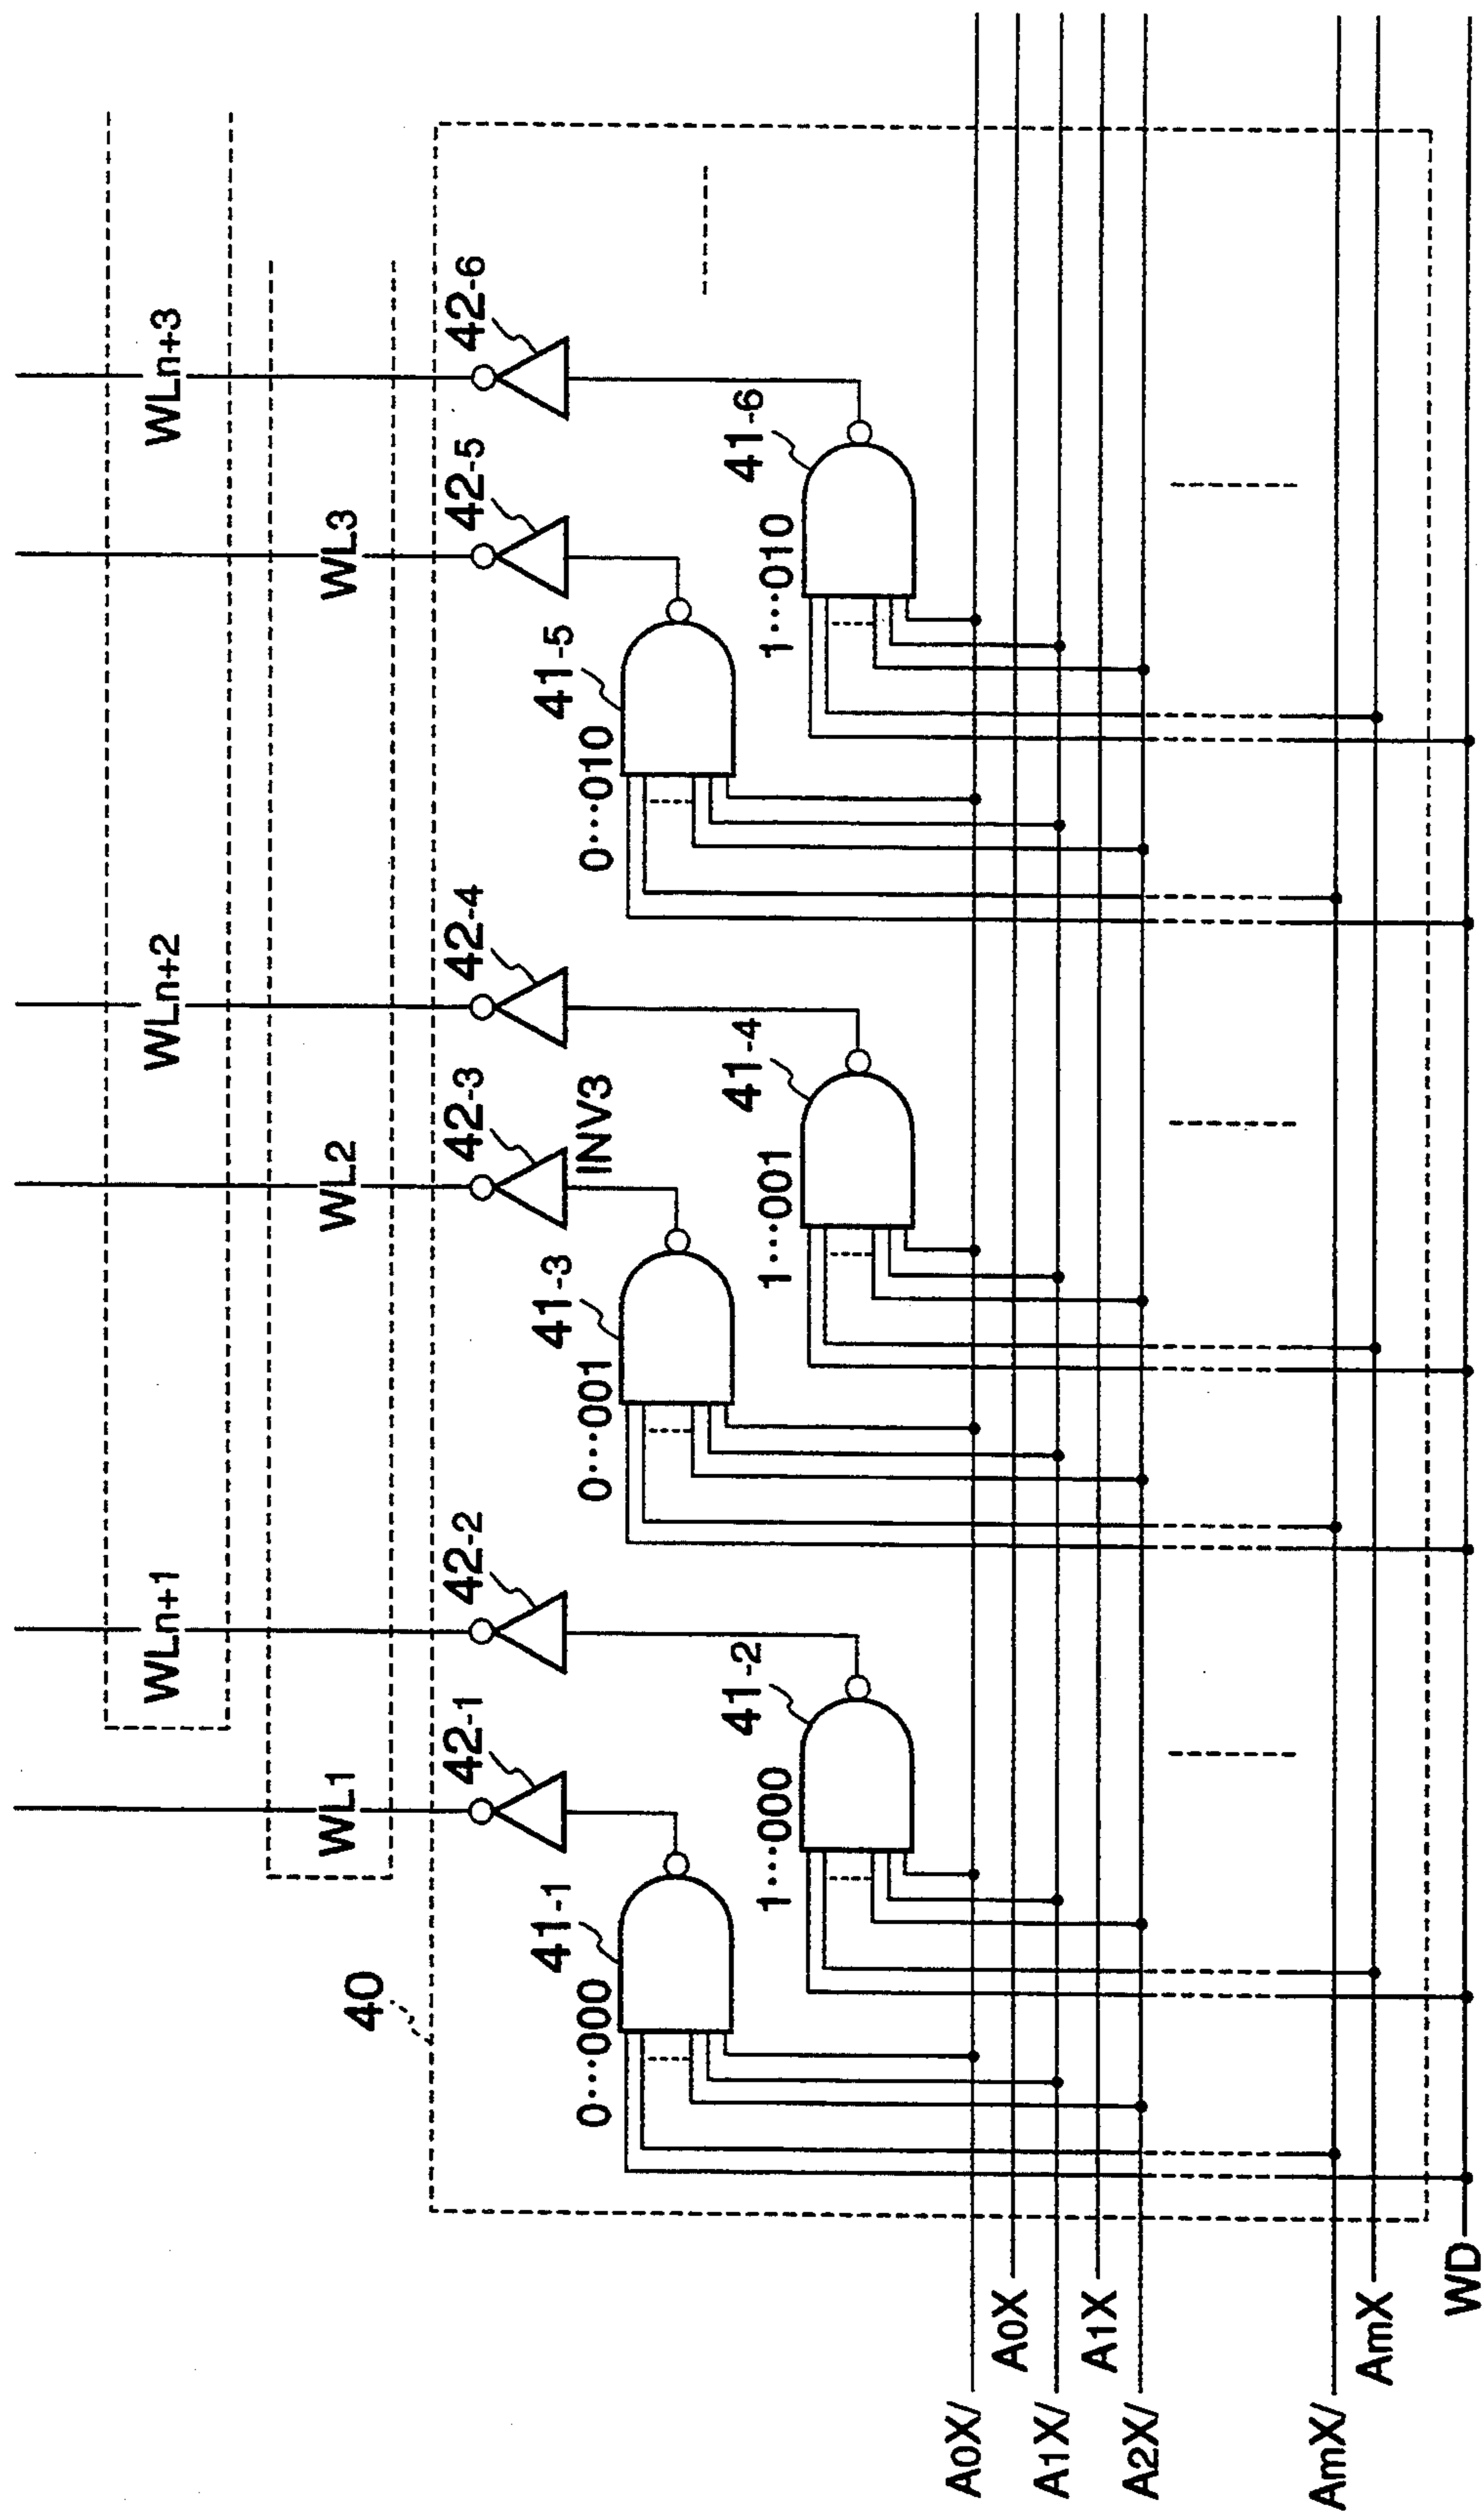 WLn+1
WLn+2
WLn+3
WL1
WL2
WL3
40
42-1
42-2
42-3
42-4
42-5
42-6
INV3
41-1
41-3
41-5
0···000
0···001
0···010
41-2
41-4
41-6
1···000
1···001
1···010
A0X/
A0X
A1X/
A1X
A2X/
AmX/
AmX
WD